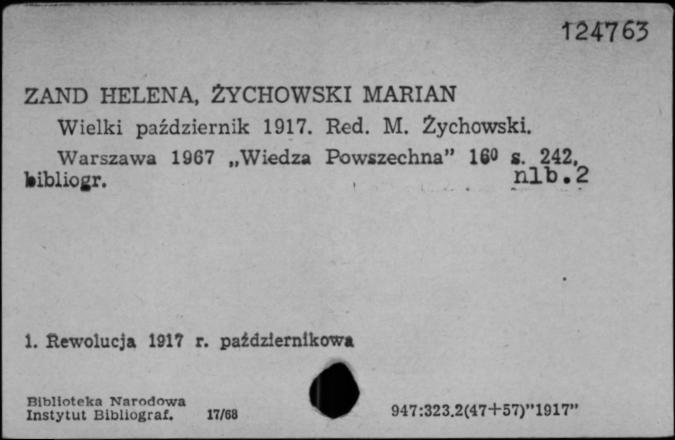 124763
ZAND HELENA, ŻYCHOWSKI MARIAN
Wielki październik 1917. Red. M. Żychowski.
Warszawa 1967 „Wiedza Powszechna” 16⁰ s. 242,
bibliogr. nlb.2
1. Rewolucja 1917 r. październikowa
Biblioteka Narodowa
Instytut Bibliograf. 17/68 947:323.2(47+57)”1917”